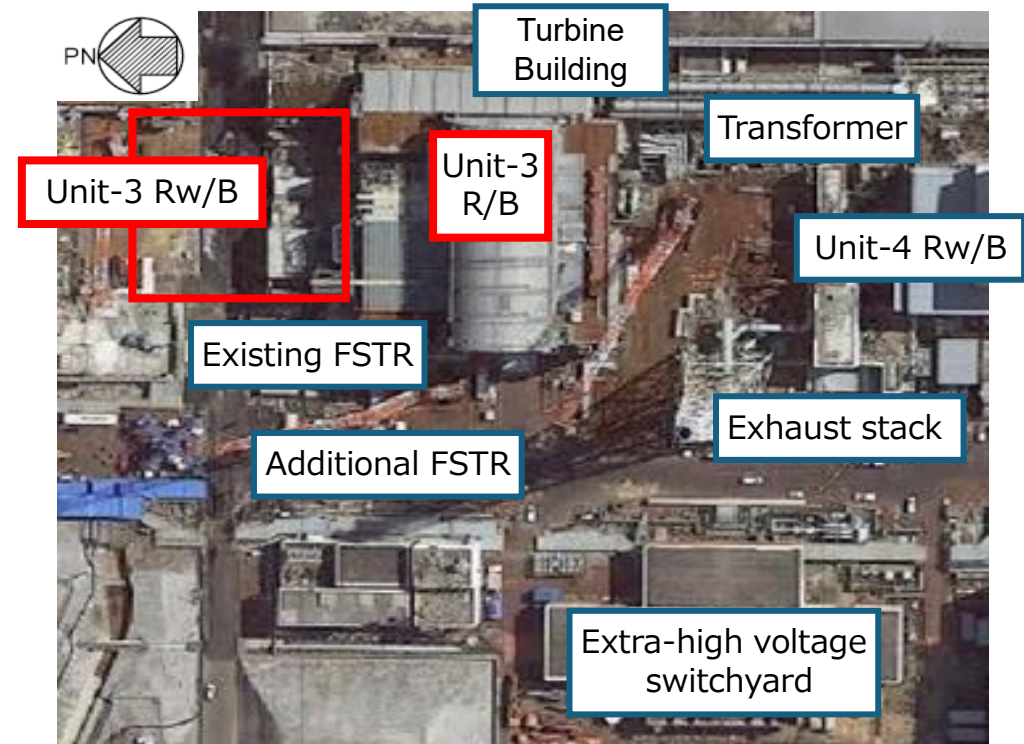 PN
Turbine
Building
Transformer
Unit-3 Rw/B
Unit-3
R/B
Unit-4 Rw/B
Existing FSTR
Exhaust stack
Additional FSTR
Extra-high voltage
switchyard